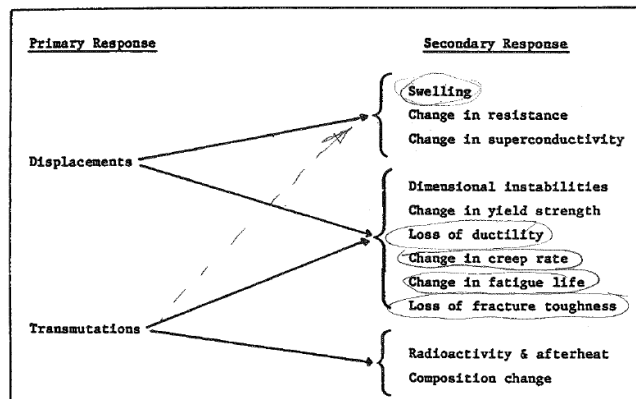 Primary Response
Secondary Response
Swelling
Change in resistance
Change in superconductivity
Displacements
Dimensional instabilities
Change in yield strength
Loss of ductility
Change in creep rate
Change in fatigue life
Loss of fracture toughness
Transmutations
Radioactivity & afterheat
Composition change